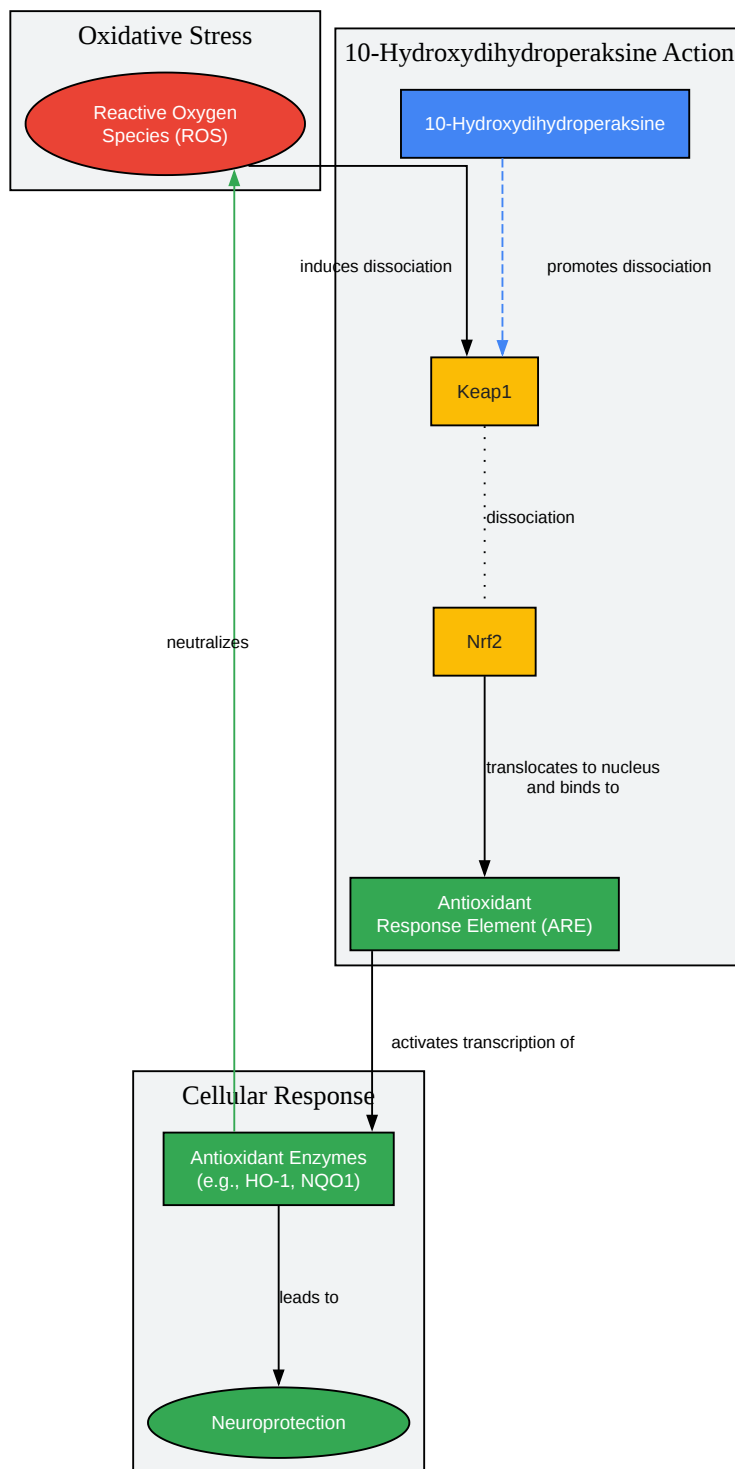 Oxidative Stress
Reactive Oxygen
Species (ROS)
10-Hydroxydihydroperaksine Action
10-Hydroxydihydroperaksine
induces dissociation
promotes dissociation
Keap1
dissociation
Nrf2
neutralizes
translocates to nucleus
and binds to
Antioxidant
Response Element (ARE)
activates transcription of
Cellular Response
Antioxidant Enzymes
(e.g., HO-1, NQO1)
leads to
Neuroprotection